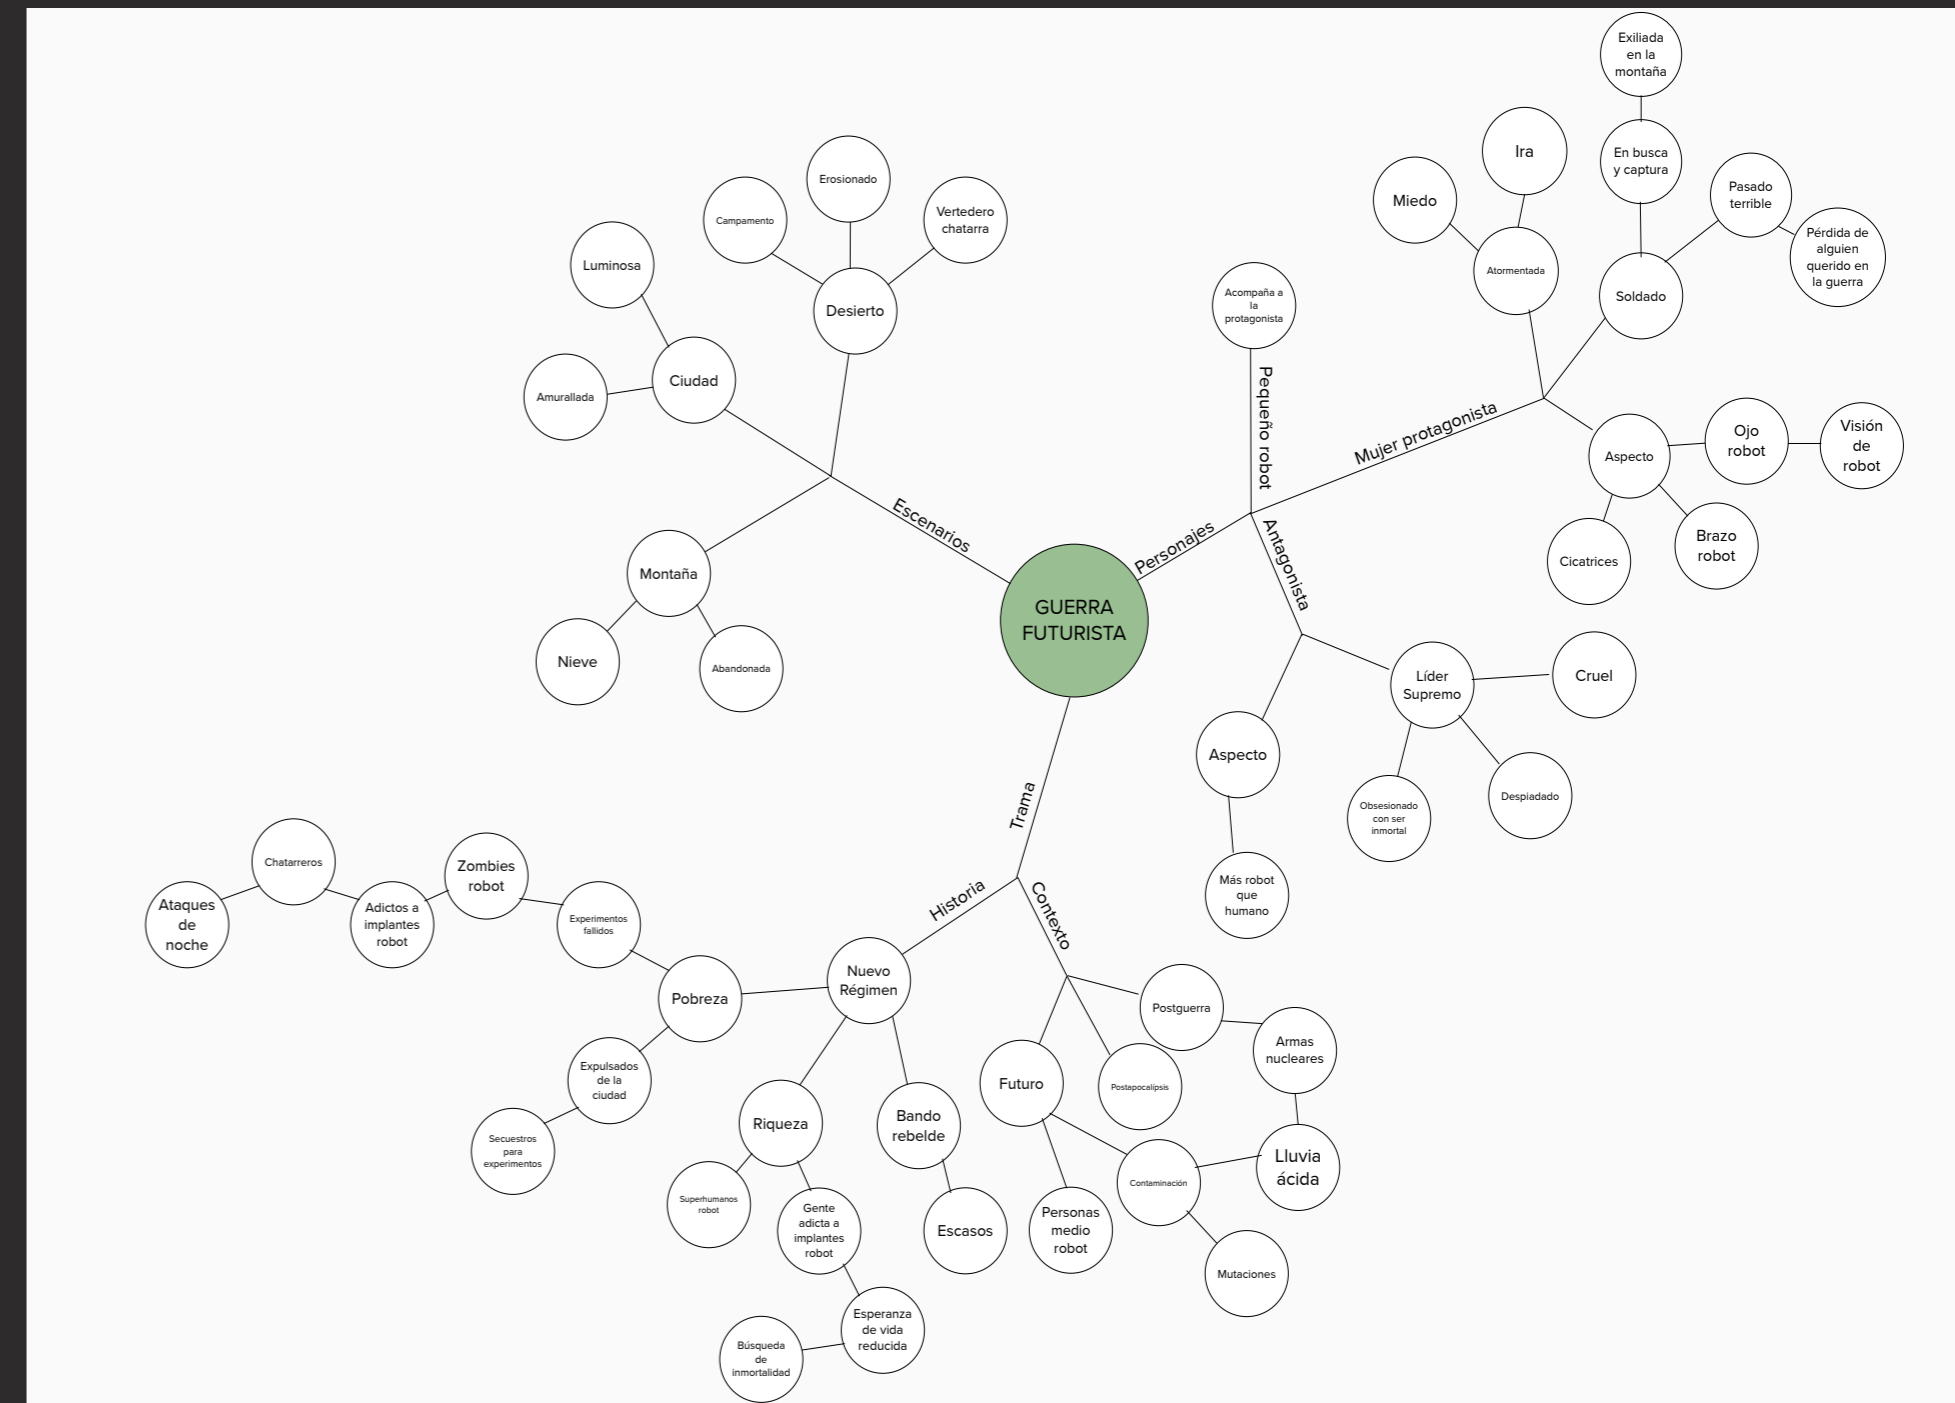 GUERRA
FUTURISTA
Escenarios
Ciudad
Luminosa
Amurallada
Desierto
Campamento
Erosionado
Vertedero
chatarra
Montaña
Nieve
Abandonada
Personajes
Pequeño robot
Acompaña a
la
protagonista
Mujer protagonista
Atormentada
Miedo
Ira
Soldado
En busca
y captura
Exiliada
en la
montaña
Pasado
terrible
Pérdida de
alguien
querido en
la guerra
Aspecto
Ojo
robot
Visión
de
robot
Brazo
robot
Cicatrices
Antagonista
Líder
Supremo
Cruel
Despiadado
Obsesionado
con ser
inmortal
Aspecto
Más robot
que
humano
Trama
Historia
Nuevo
Régimen
Pobreza
Experimentos
fallidos
Zombies
robot
Adictos a
implantes
robot
Chatarreros
Ataques
de
noche
Expulsados
de la
ciudad
Secuestros
para
experimentos
Riqueza
Superhumanos
robot
Gente
adicta a
implantes
robot
Esperanza
de vida
reducida
Búsqueda
de
inmortalidad
Bando
rebelde
Escasos
Contexto
Postguerra
Armas
nucleares
Lluvia
ácida
Postapocalípsis
Futuro
Contaminación
Mutaciones
Personas
medio
robot